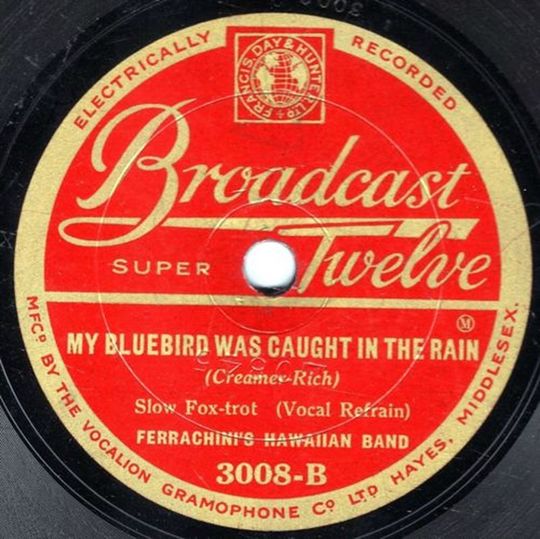 ELECTRICALLY RECORDED
FRANCIS, DAY & HUNTER LTD
Broadcast
SUPER Twelve
M
MY BLUEBIRD WAS CAUGHT IN THE RAIN
(Creamer-Rich)
Slow Fox-trot (Vocal Refrain)
FERRACHINI'S HAWAIIAN BAND
3008-B
MFCD BY THE VOCALION GRAMOPHONE CO LTD HAYES, MIDDLESEX.